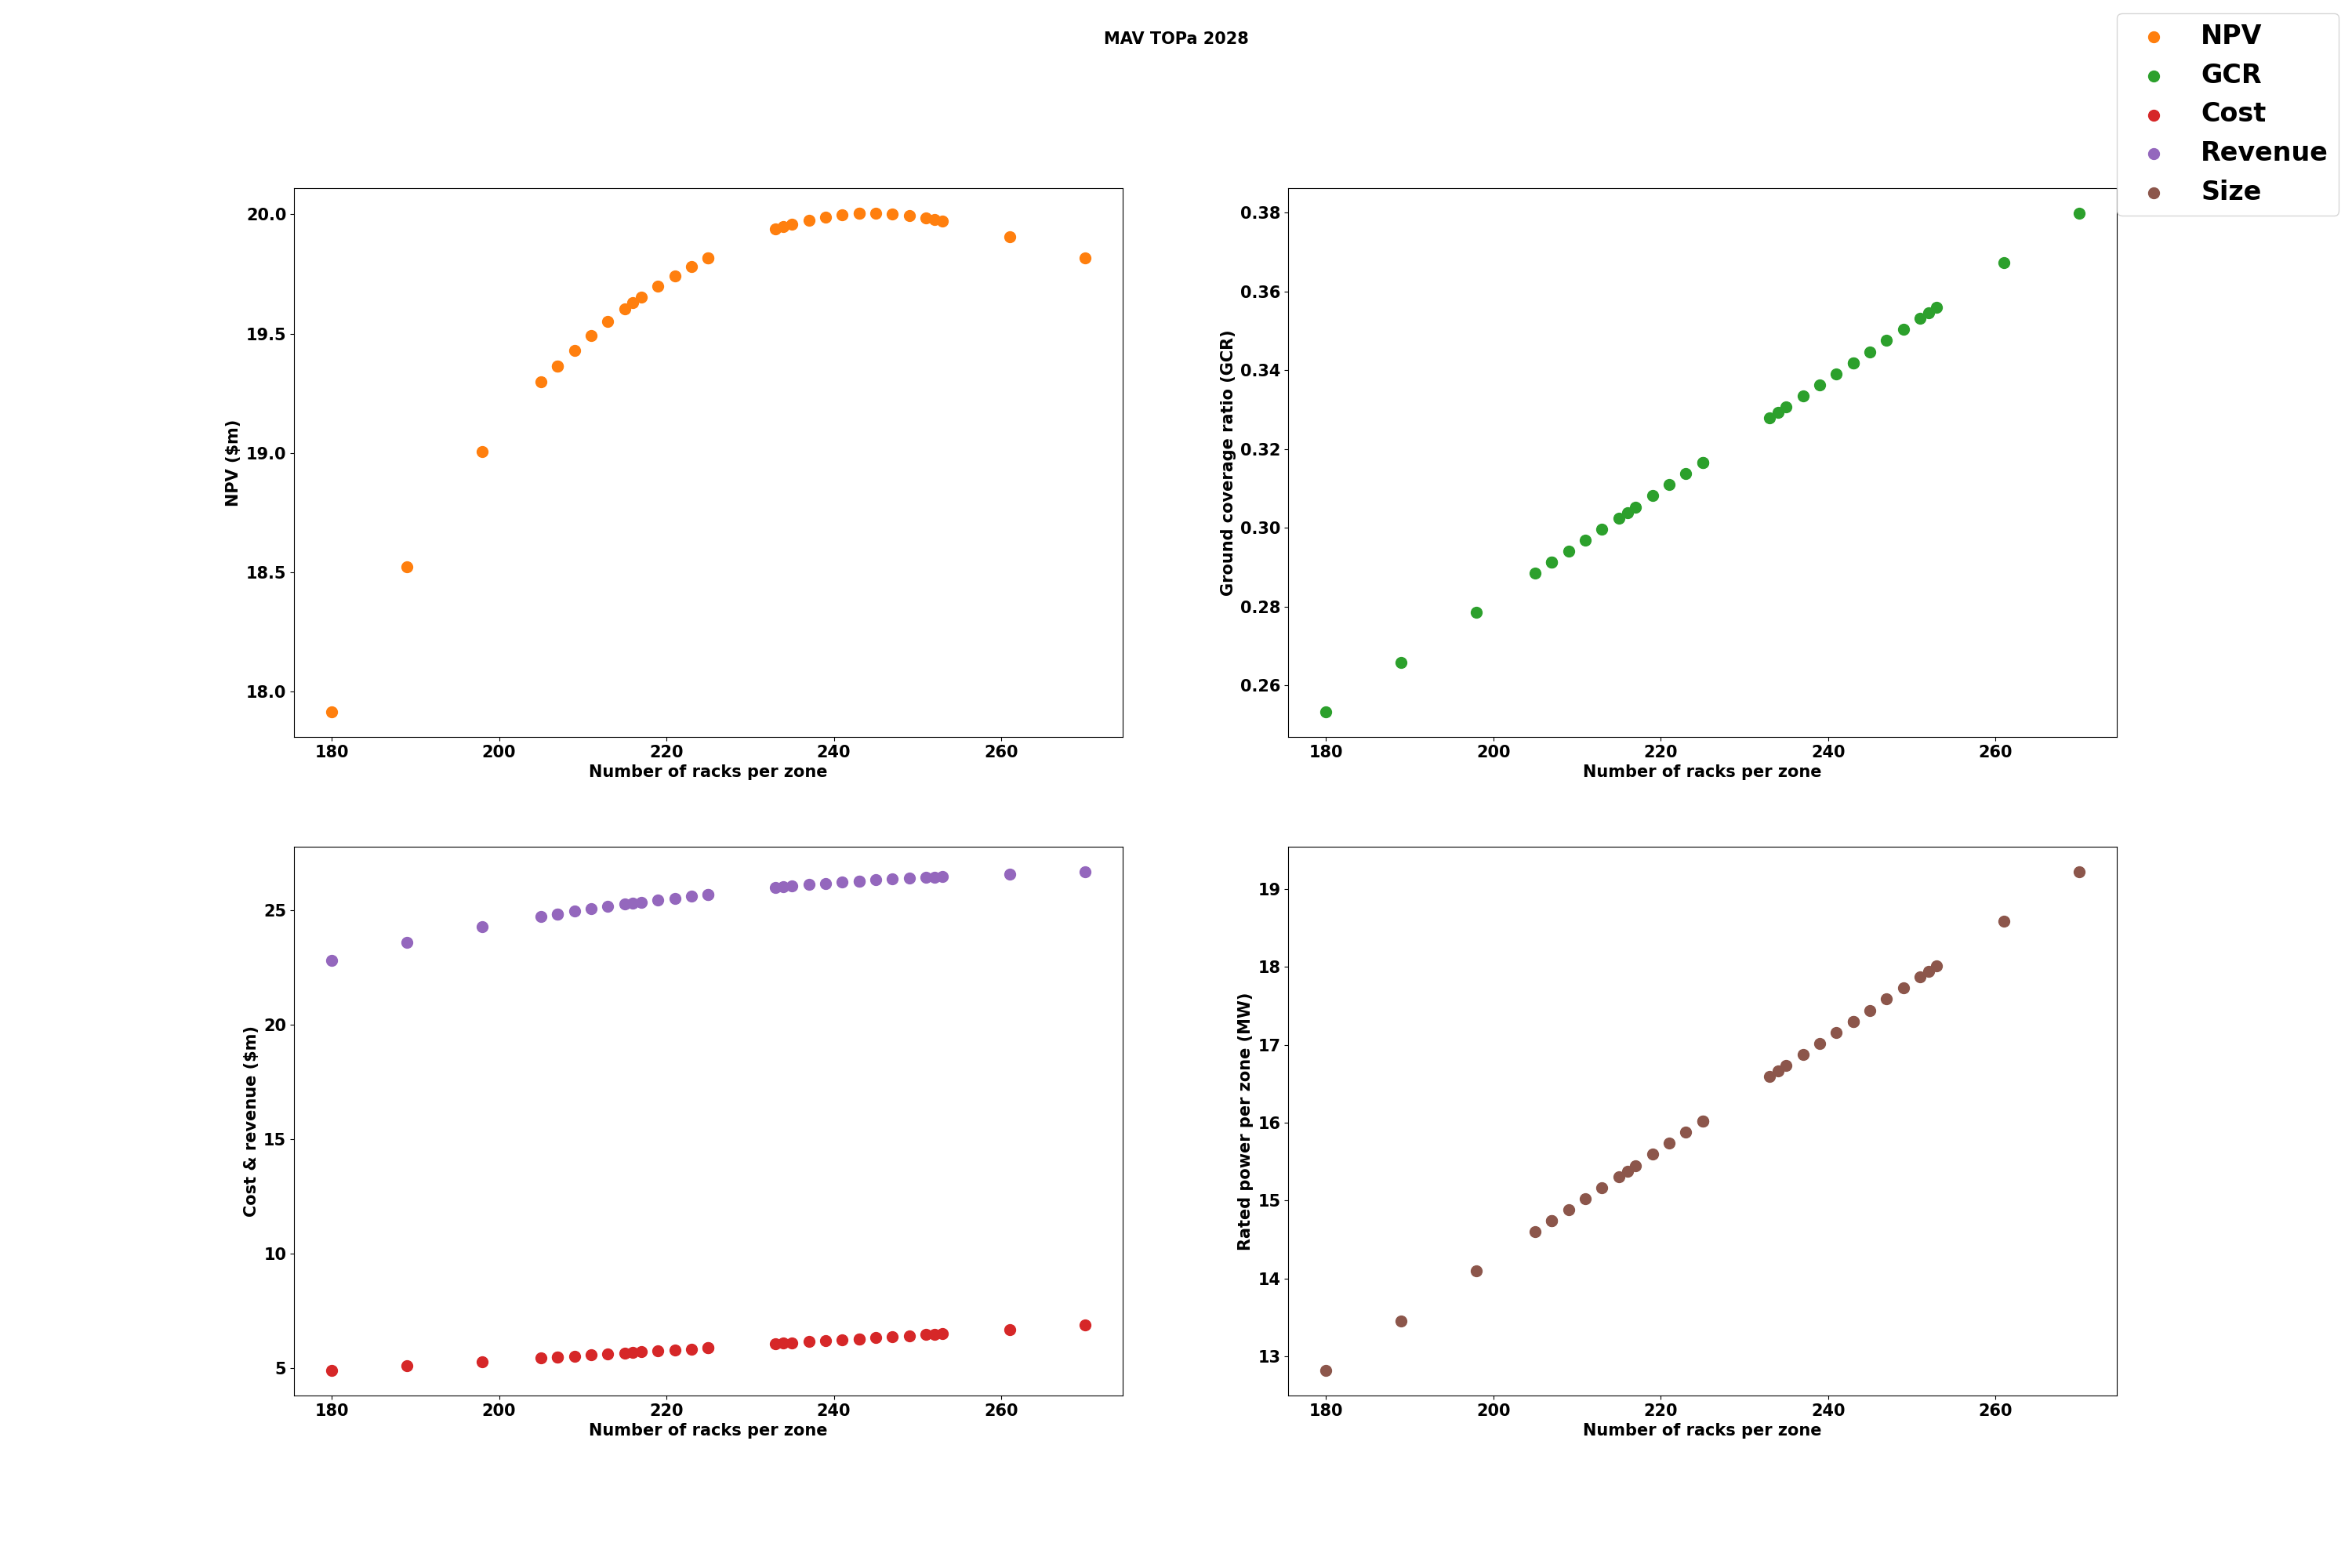 MAV TOPa 2028
NPV
GCR
Cost
Revenue
Size
20.0
19.5
19.0
18.5
18.0
NPV ($m)
180 200 220 240 260
Number of racks per zone
0.38
0.36
0.34
0.32
0.30
0.28
0.26
Ground coverage ratio (GCR)
180 200 220 240 260
Number of racks per zone
25
20
15
10
5
Cost & revenue ($m)
180 200 220 240 260
Number of racks per zone
19
18
17
16
15
14
13
Rated power per zone (MW)
180 200 220 240 260
Number of racks per zone